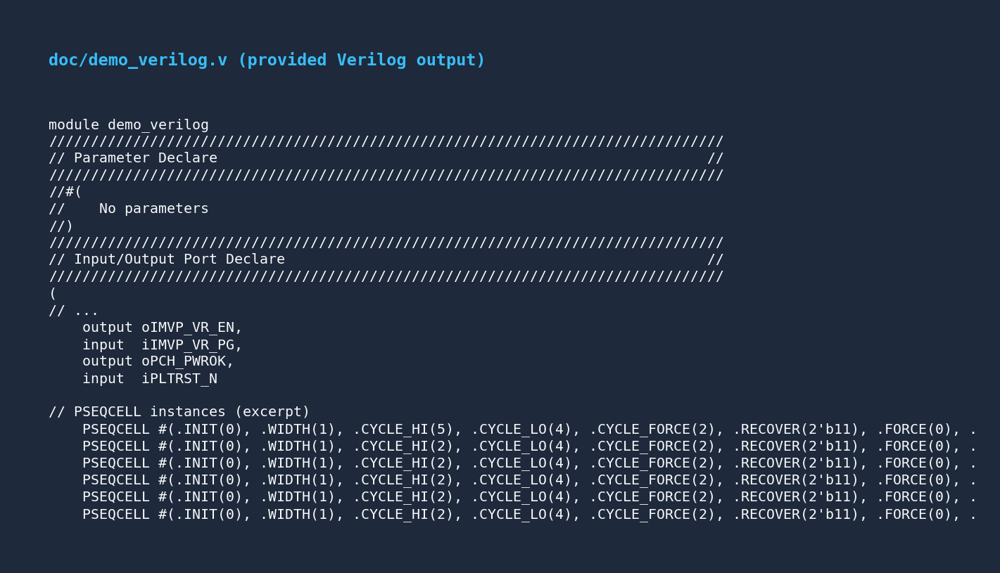 doc/demo_verilog.v (provided Verilog output)
module demo_verilog
////////////////////////////////////////////////////////////////////////////////
// Parameter Declare                                                          //
////////////////////////////////////////////////////////////////////////////////
//#(
//    No parameters
//)
////////////////////////////////////////////////////////////////////////////////
// Input/Output Port Declare                                                  //
////////////////////////////////////////////////////////////////////////////////
(
// ...
    output oIMVP_VR_EN,
    input  iIMVP_VR_PG,
    output oPCH_PWROK,
    input  iPLTRST_N
// PSEQCELL instances (excerpt)
    PSEQCELL #(.INIT(0), .WIDTH(1), .CYCLE_HI(5), .CYCLE_LO(4), .CYCLE_FORCE(2), .RECOVER(2'b11), .FORCE(0), .
    PSEQCELL #(.INIT(0), .WIDTH(1), .CYCLE_HI(2), .CYCLE_LO(4), .CYCLE_FORCE(2), .RECOVER(2'b11), .FORCE(0), .
    PSEQCELL #(.INIT(0), .WIDTH(1), .CYCLE_HI(2), .CYCLE_LO(4), .CYCLE_FORCE(2), .RECOVER(2'b11), .FORCE(0), .
    PSEQCELL #(.INIT(0), .WIDTH(1), .CYCLE_HI(2), .CYCLE_LO(4), .CYCLE_FORCE(2), .RECOVER(2'b11), .FORCE(0), .
    PSEQCELL #(.INIT(0), .WIDTH(1), .CYCLE_HI(2), .CYCLE_LO(4), .CYCLE_FORCE(2), .RECOVER(2'b11), .FORCE(0), .
    PSEQCELL #(.INIT(0), .WIDTH(1), .CYCLE_HI(2), .CYCLE_LO(4), .CYCLE_FORCE(2), .RECOVER(2'b11), .FORCE(0), .